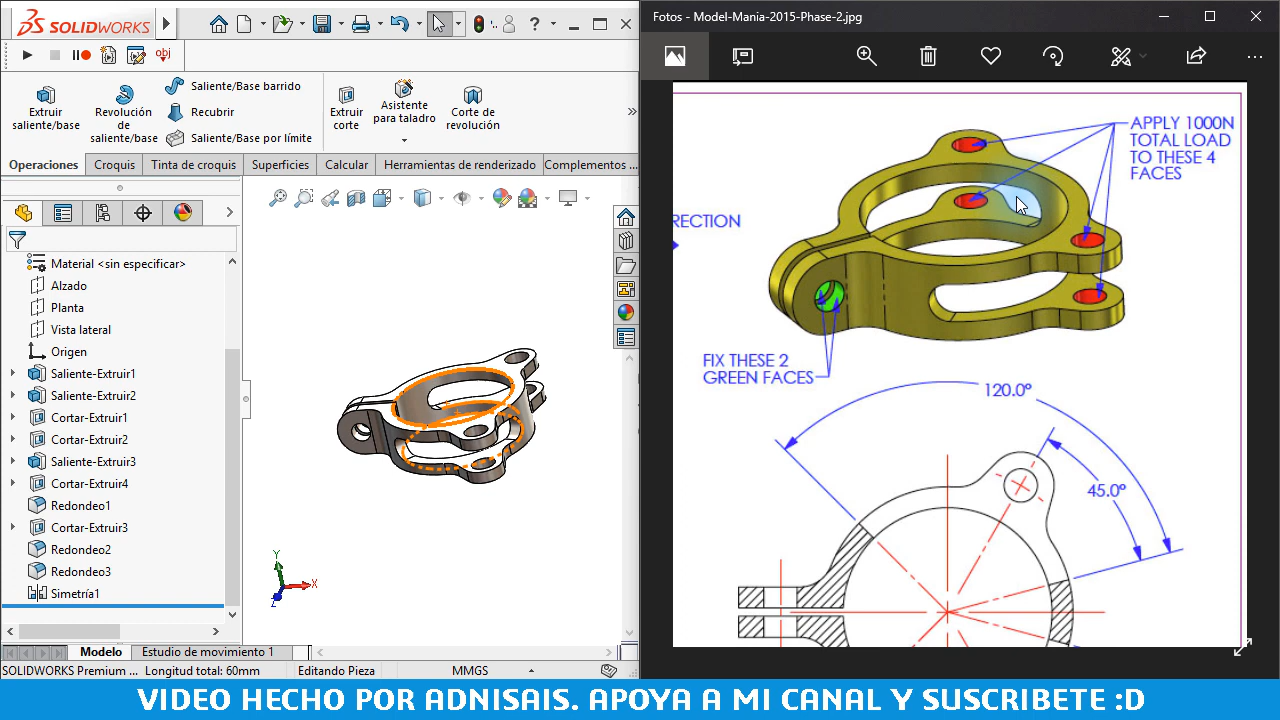 SOLIDWORKS
Fotos - Model-Mania-2015-Phase-2.jpg
obj
Extruir
saliente/base
Revolución
de
saliente/base
Saliente/Base barrido
Recubrir
Saliente/Base por límite
Extruir
corte
Asistente
para taladro
Corte de
revolución
Operaciones
Croquis
Tinta de croquis
Superficies
Calcular
Herramientas de renderizado
Complementos ...
Material <sin especificar>
Alzado
Planta
Vista lateral
Origen
Saliente-Extruir1
Saliente-Extruir2
Cortar-Extruir1
Cortar-Extruir2
Saliente-Extruir3
Cortar-Extruir4
Redondeo1
Cortar-Extruir3
Redondeo2
Redondeo3
Simetría1
Y
X
Z
Modelo
Estudio de movimiento 1
SOLIDWORKS Premium ...
Longitud total: 60mm
Editando Pieza
MMGS
APPLY 1000N
TOTAL LOAD
TO THESE 4
FACES
RECTION
FIX THESE 2
GREEN FACES
120.0°
45.0°
VIDEO HECHO POR ADNISAIS. APOYA A MI CANAL Y SUSCRIBETE :D